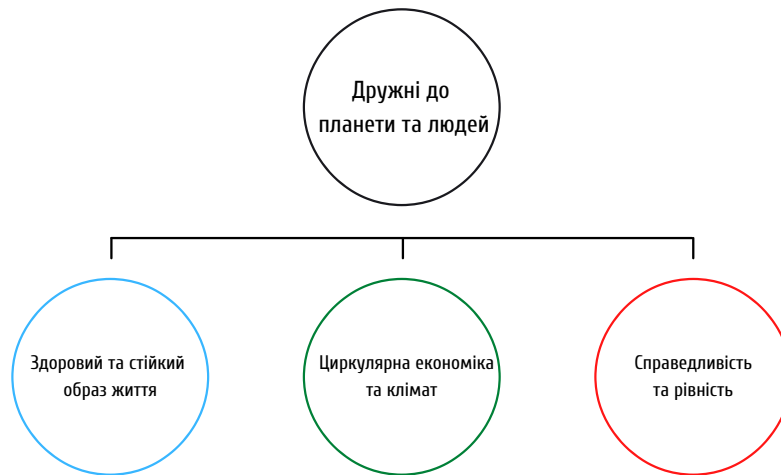 Дружні до
планети та людей
Здоровий та стійкий
образ життя
Циркулярна економіка
та клімат
Справедливість
та рівність